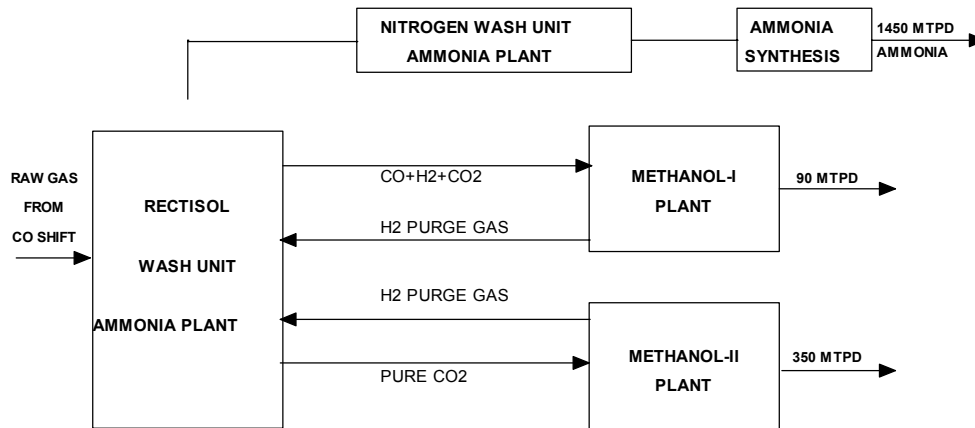 NITROGEN WASH UNIT
AMMONIA PLANT
AMMONIA
SYNTHESIS
1450 MTPD
AMMONIA
RAW GAS
FROM
CO SHIFT
RECTISOL
WASH UNIT
AMMONIA PLANT
CO+H2+CO2
H2 PURGE GAS
METHANOL-I
PLANT
90 MTPD
H2 PURGE GAS
PURE CO2
METHANOL-II
PLANT
350 MTPD